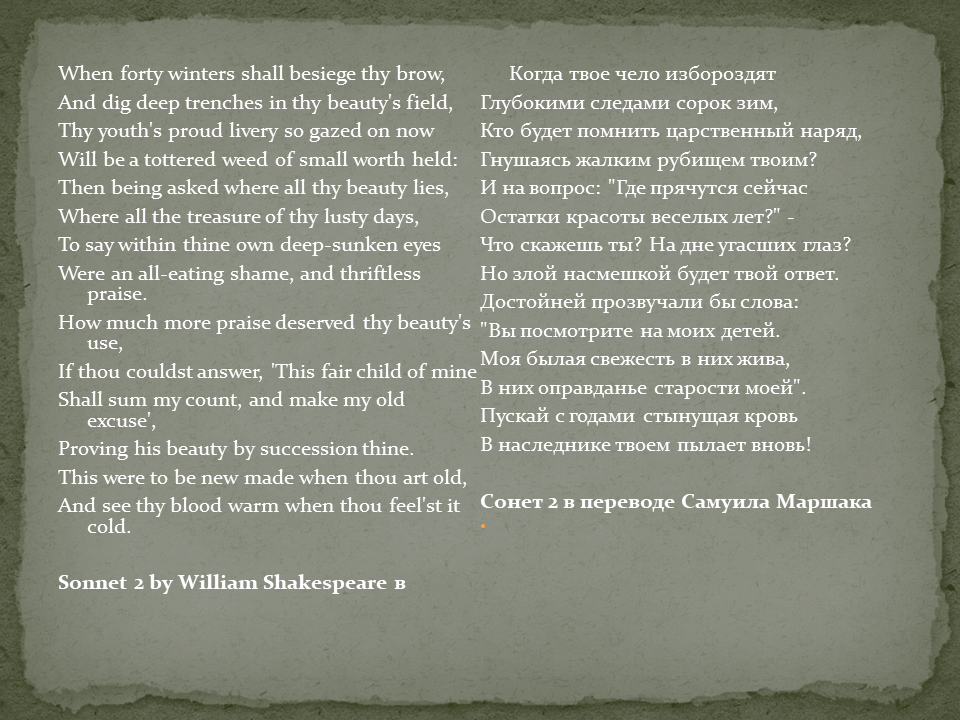 When forty winters shall besiege thy brow,
And dig deep trenches in thy beauty's field,
Thy youth's proud livery so gazed on now
Will be a tottered weed of small worth held:
Then being asked where all thy beauty lies,
Where all the treasure of thy lusty days,
To say within thine own deep-sunken eyes
Were an all-eating shame, and thriftless
praise.
How much more praise deserved thy beauty's
use,
If thou couldst answer, 'This fair child of mine
Shall sum my count, and make my old
excuse',
Proving his beauty by succession thine.
This were to be new made when thou art old,
And see thy blood warm when thou feel'st it
cold.
Sonnet 2 by William Shakespeare в
Когда твое чело избороздят
Глубокими следами сорок зим,
Кто будет помнить царственный наряд,
Гнушаясь жалким рубищем твоим?
И на вопрос: "Где прячутся сейчас
Остатки красоты веселых лет?" -
Что скажешь ты? На дне угасших глаз?
Но злой насмешкой будет твой ответ.
Достойней прозвучали бы слова:
"Вы посмотрите на моих детей.
Моя былая свежесть в них жива,
В них оправданье старости моей".
Пускай с годами стынущая кровь
В наследнике твоем пылает вновь!
Сонет 2 в переводе Самуила Маршака